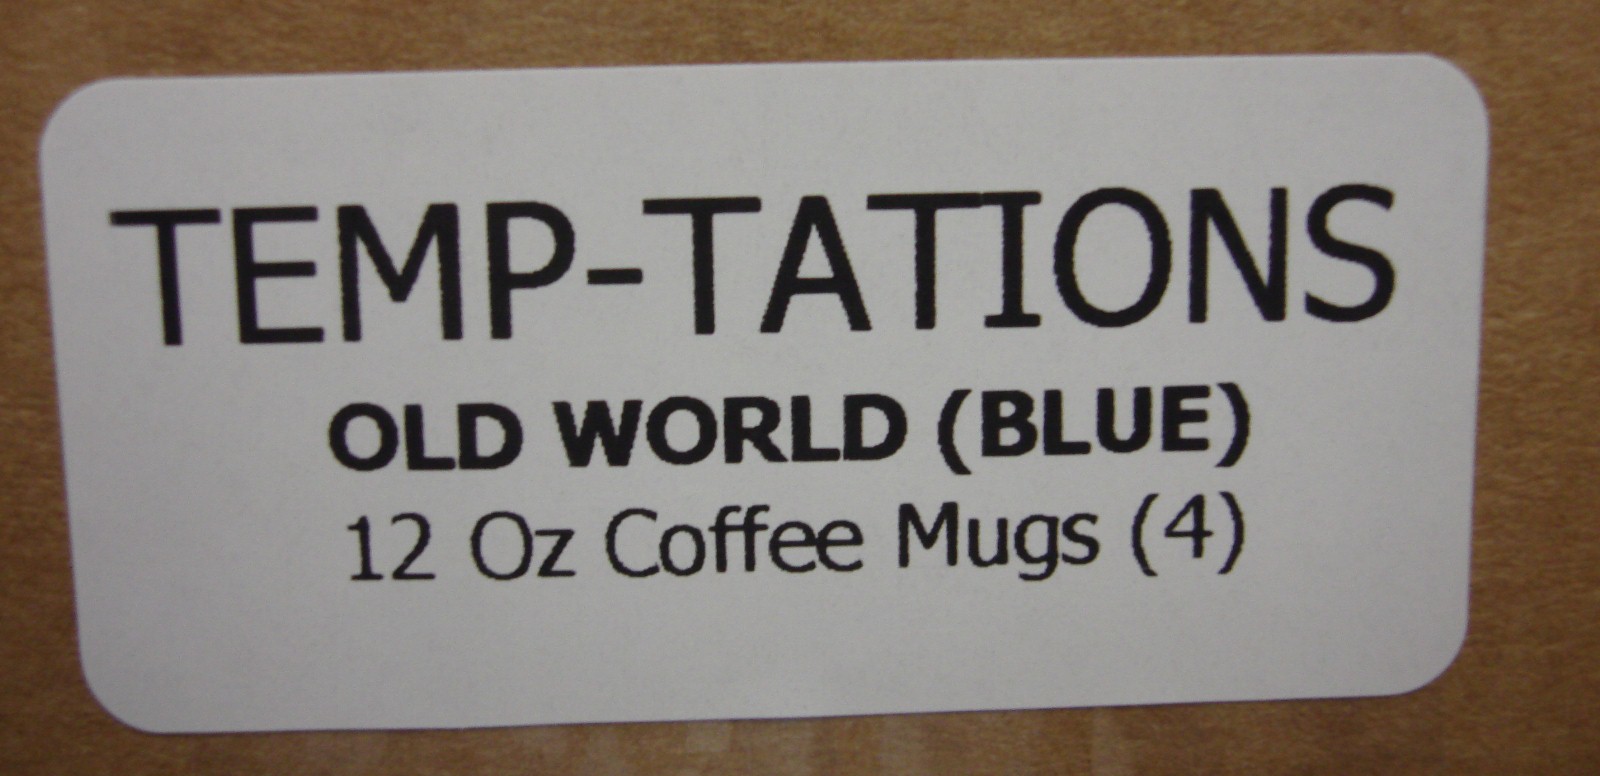 TEMP-TATIONS
OLD WORLD (BLUE)
12 Oz Coffee Mugs (4)